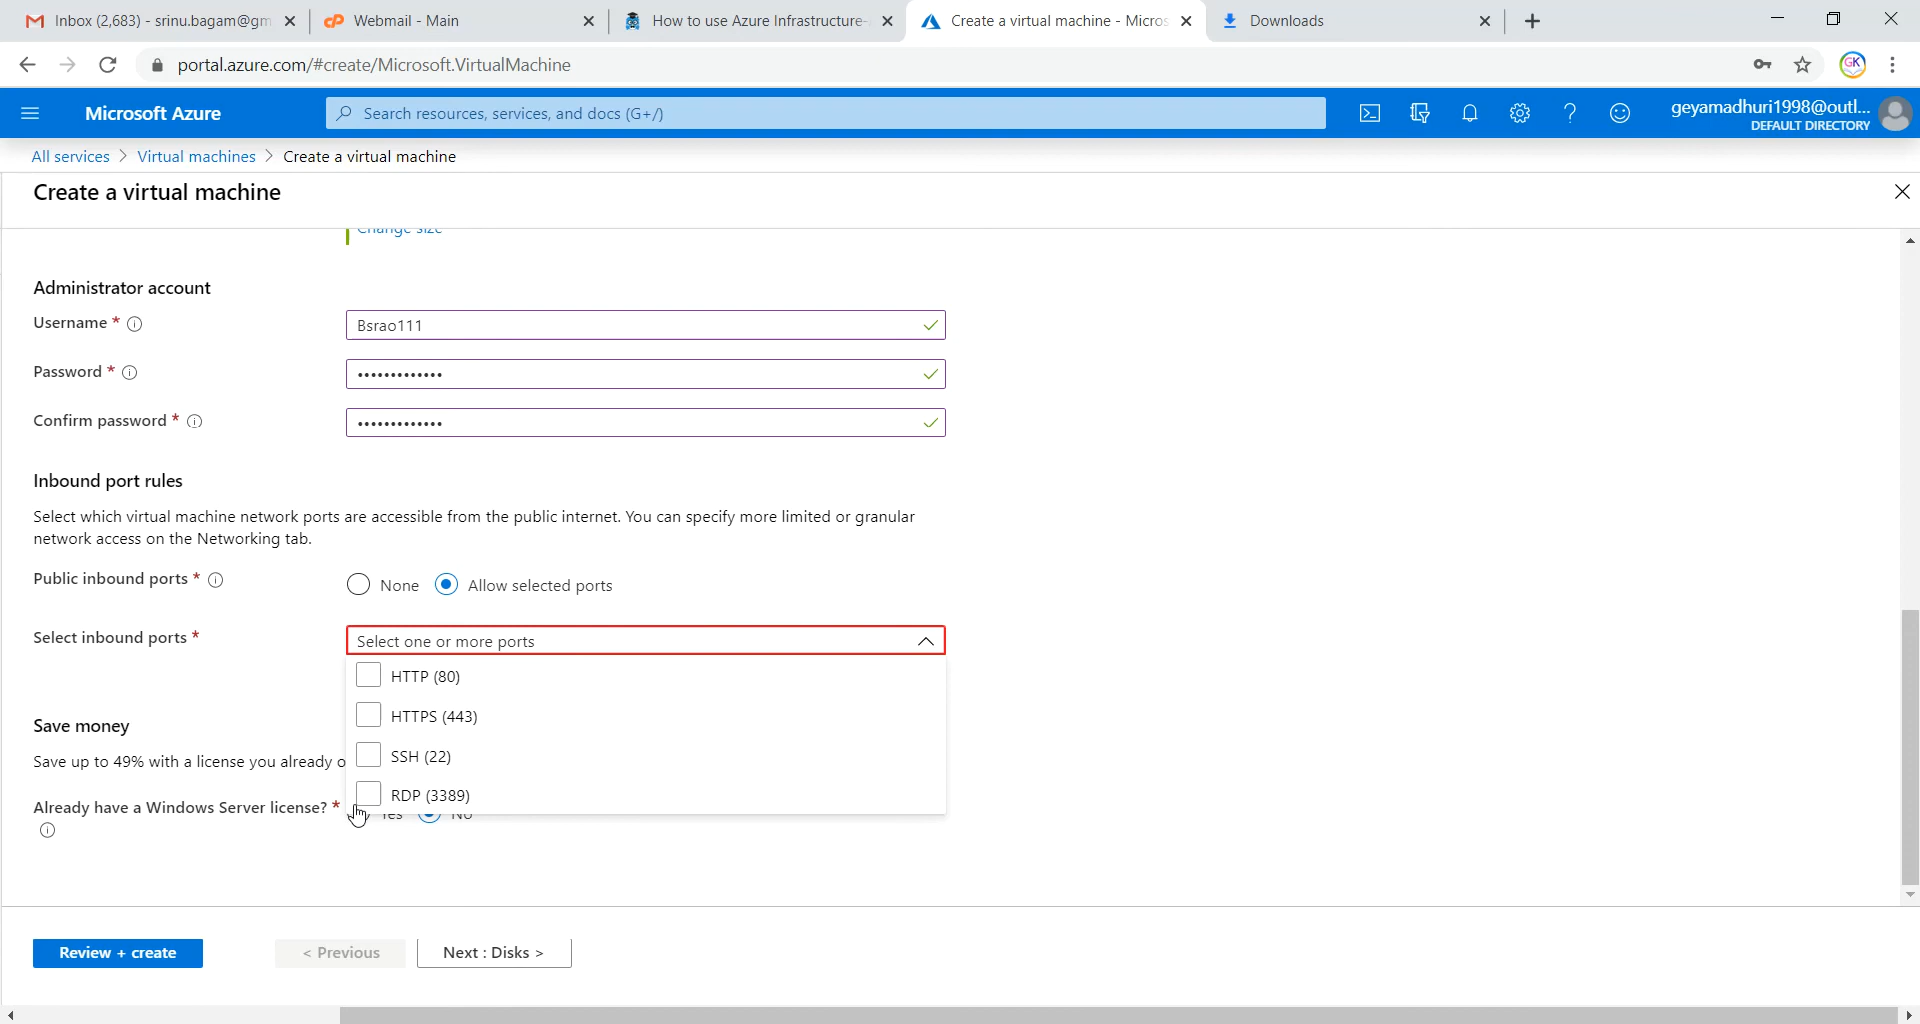 Inbox (2,683) - srinu.bagam@gm
Webmail - Main
How to use Azure Infrastructure-
Create a virtual machine - Micros
Downloads
portal.azure.com/#create/Microsoft.VirtualMachine
GK
Microsoft Azure
Search resources, services, and docs (G+/)
geyamadhuri1998@outl...
DEFAULT DIRECTORY
All services > Virtual machines > Create a virtual machine
Create a virtual machine
Change size
Administrator account
Username *
Bsrao111
Password *
•••••••••••••
Confirm password *
•••••••••••••
Inbound port rules
Select which virtual machine network ports are accessible from the public internet. You can specify more limited or granular
network access on the Networking tab.
Public inbound ports *
None
Allow selected ports
Select inbound ports *
Select one or more ports
HTTP (80)
HTTPS (443)
SSH (22)
RDP (3389)
Save money
Save up to 49% with a license you already o
Already have a Windows Server license? *
Yes
No
Review + create
< Previous
Next : Disks >